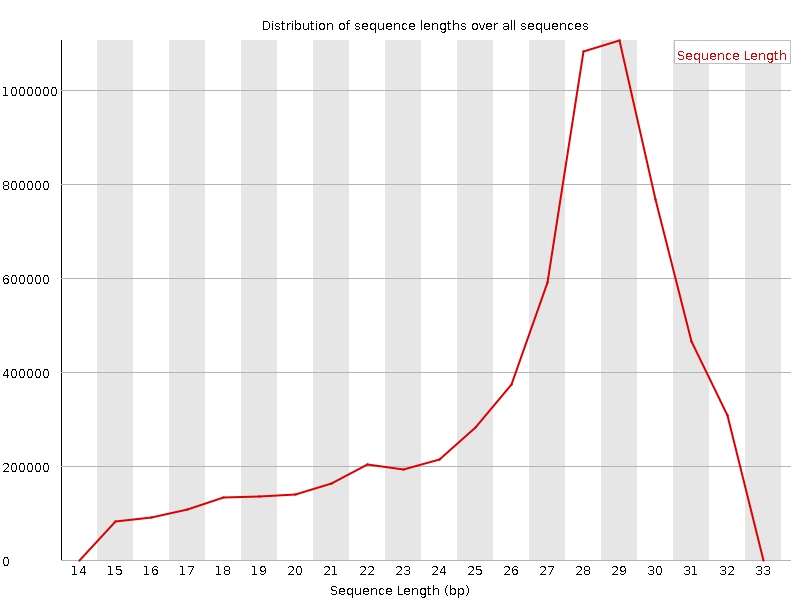 Distribution of sequence lengths over all sequences
Sequence Length
1000000
800000
600000
400000
200000
0
14 15 16 17 18 19 20 21 22 23 24 25 26 27 28 29 30 31 32 33
Sequence Length (bp)